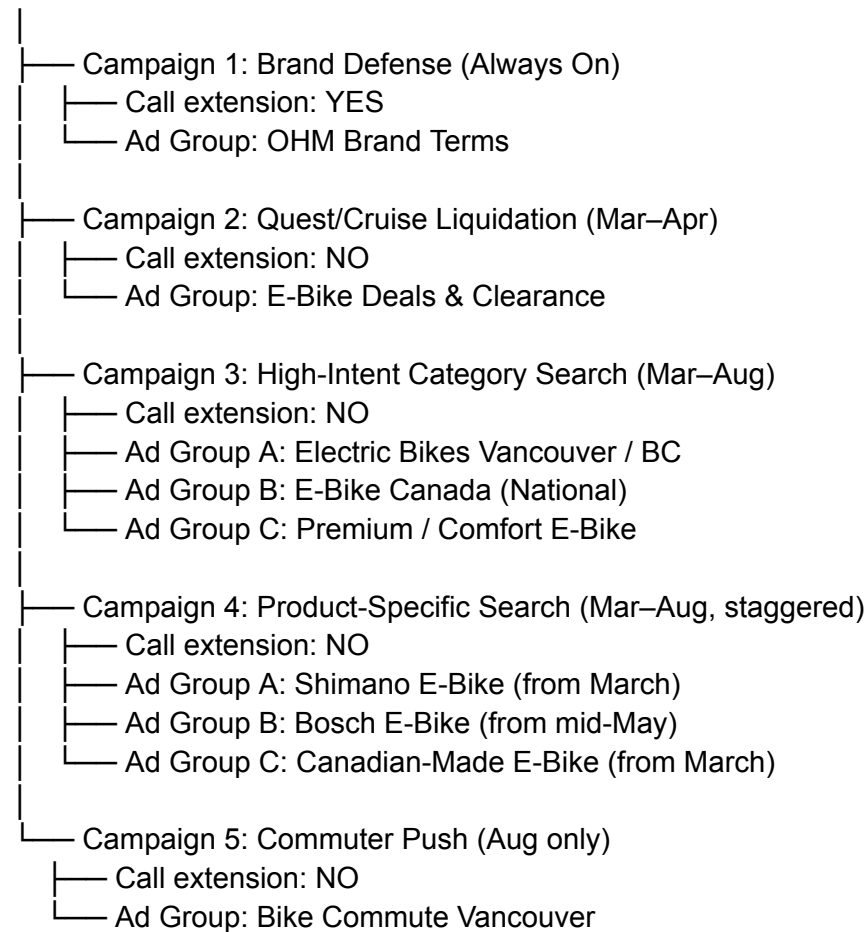 │
├── Campaign 1: Brand Defense (Always On)
│   ├── Call extension: YES
│   └── Ad Group: OHM Brand Terms
│
├── Campaign 2: Quest/Cruise Liquidation (Mar–Apr)
│   ├── Call extension: NO
│   └── Ad Group: E-Bike Deals & Clearance
│
├── Campaign 3: High-Intent Category Search (Mar–Aug)
│   ├── Call extension: NO
│   ├── Ad Group A: Electric Bikes Vancouver / BC
│   ├── Ad Group B: E-Bike Canada (National)
│   └── Ad Group C: Premium / Comfort E-Bike
│
├── Campaign 4: Product-Specific Search (Mar–Aug, staggered)
│   ├── Call extension: NO
│   ├── Ad Group A: Shimano E-Bike (from March)
│   ├── Ad Group B: Bosch E-Bike (from mid-May)
│   └── Ad Group C: Canadian-Made E-Bike (from March)
│
└── Campaign 5: Commuter Push (Aug only)
    ├── Call extension: NO
    └── Ad Group: Bike Commute Vancouver